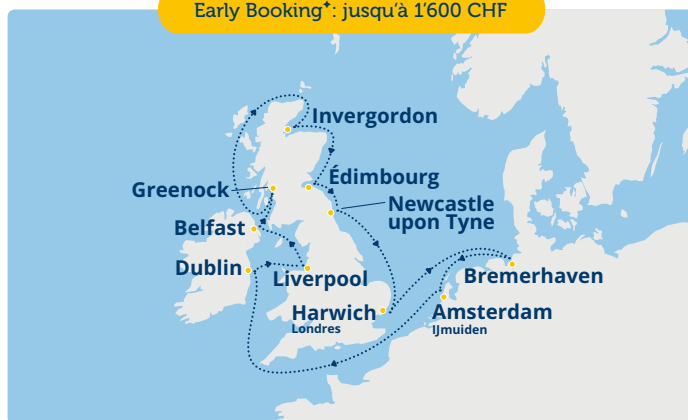 Early Booking✦: jusqu'à 1'600 CHF
Invergordon
Édimbourg
Greenock
Newcastle
upon Tyne
Belfast
Dublin
Liverpool
Bremerhaven
Harwich
Londres
Amsterdam
IJmuiden